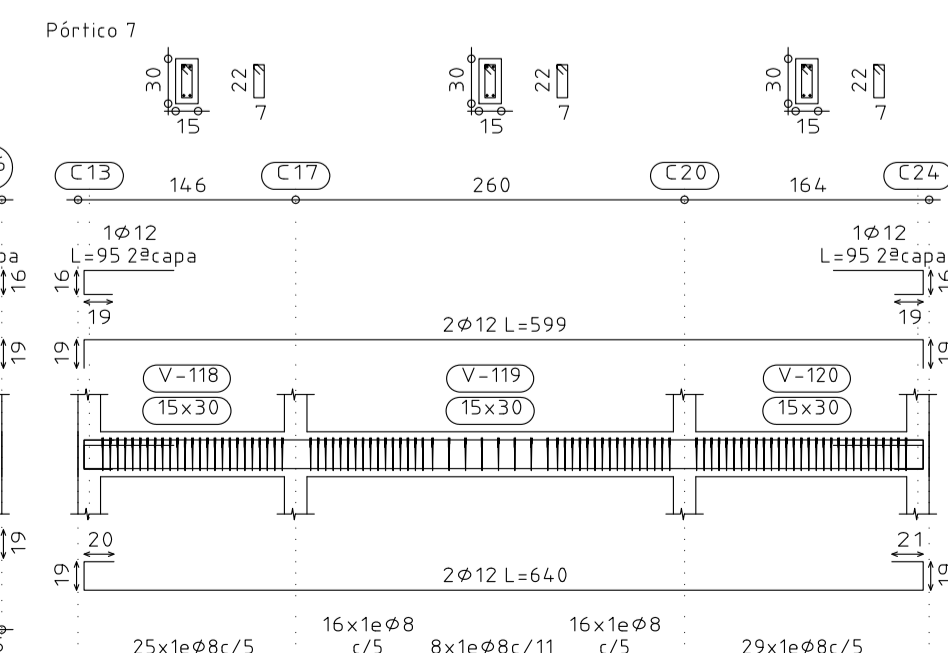 Pórtico 7
30
15
22
7
30
15
22
7
30
15
22
7
C13
146
C17
260
C20
164
C24
1Ø12
L=95 2ªcapa
1Ø12
L=95 2ªcapa
16
16
19
16
19
19
19
2Ø12 L=599
V-118
V-119
V-120
15x30
15x30
15x30
19
20
19
2Ø12 L=640
21
16x1eØ8
c/5
16x1eØ8
c/5
25x1eØ8c/5
8x1eØ8c/11
29x1eØ8c/5